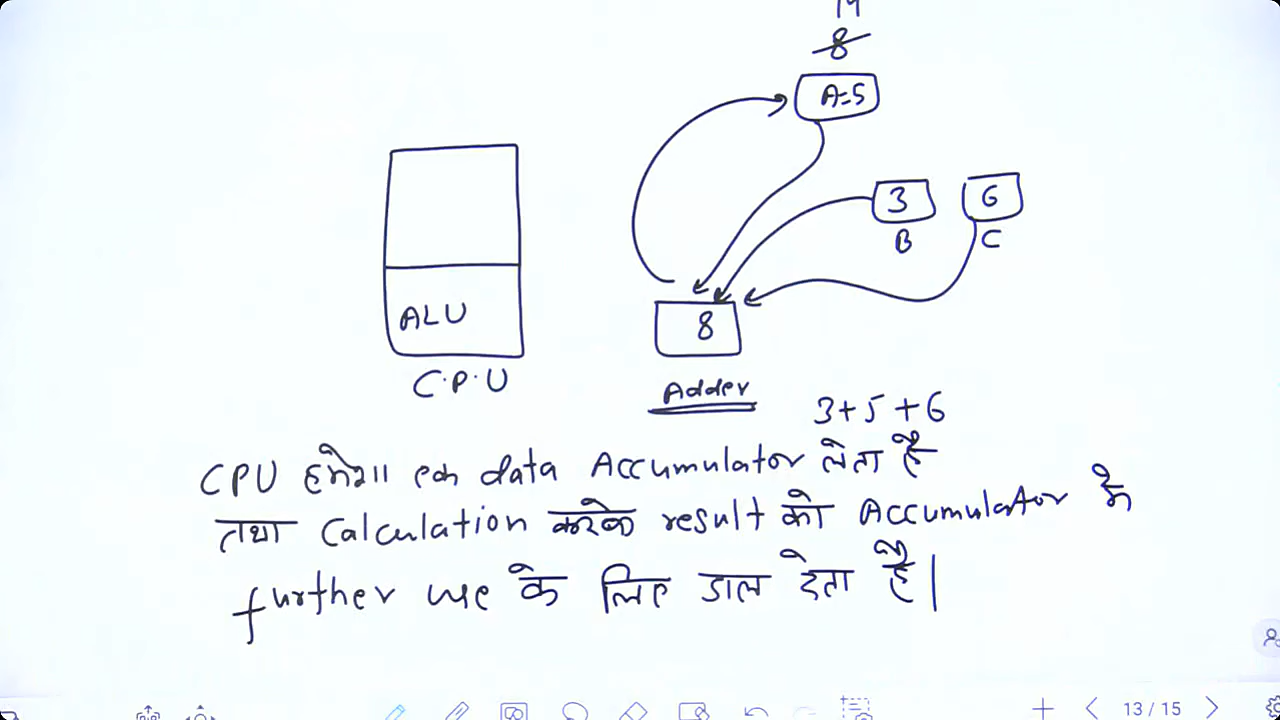 14
8
A=5
3
6
B
C
ALU
8
C.P.U
Adder
3+5+6
CPU हमेशा एक data Accumulator लेता है
तथा Calculation करके result को Accumulator में
further use के लिए डाल देता है।
13 / 15